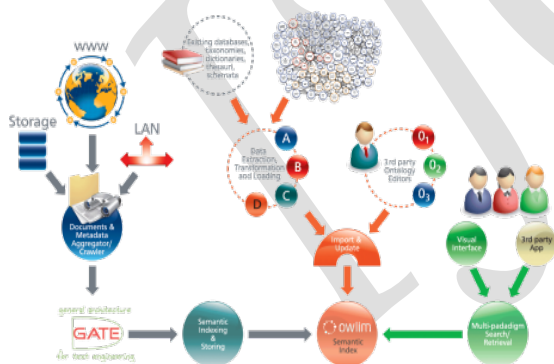 WWW
Storage
LAN
Documents &
Metadata
Aggregator/
Crawler
general architecture
GATE
for text engineering
Semantic
Indexing &
Storing
Existing databases,
taxonomies,
dictionaries,
thesauri,
schemata
Data
Extraction,
Transformation
and Loading
A
B
C
D
3rd party
Ontology
Editors
O1
O2
O3
Import &
Update
owlim
Semantic
Index
Visual
Interface
3rd party
App
Multi-padadigm
Search/
Retrieval